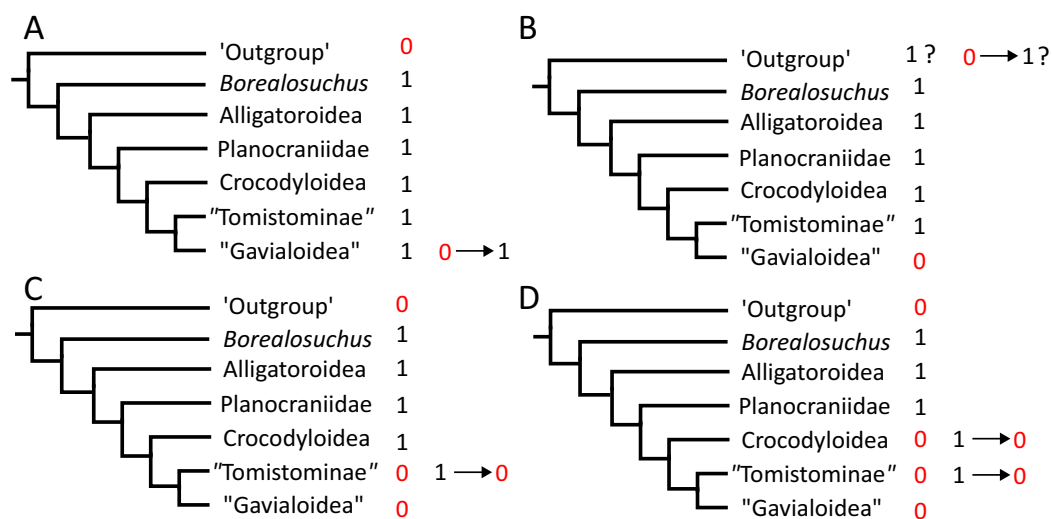 A
'Outgroup' 0
Borealosuchus 1
Alligatoroidea 1
Planocraniidae 1
Crocodyloidea 1
"Tomistominae" 1
"Gavialoidea" 1 0 → 1
B
'Outgroup' 1 ? 0 → 1 ?
Borealosuchus 1
Alligatoroidea 1
Planocraniidae 1
Crocodyloidea 1
"Tomistominae" 1
"Gavialoidea" 0
C
'Outgroup' 0
Borealosuchus 1
Alligatoroidea 1
Planocraniidae 1
Crocodyloidea 1
"Tomistominae" 0 1 → 0
"Gavialoidea" 0
D
'Outgroup' 0
Borealosuchus 1
Alligatoroidea 1
Planocraniidae 1
Crocodyloidea 0 1 → 0
"Tomistominae" 0 1 → 0
"Gavialoidea" 0